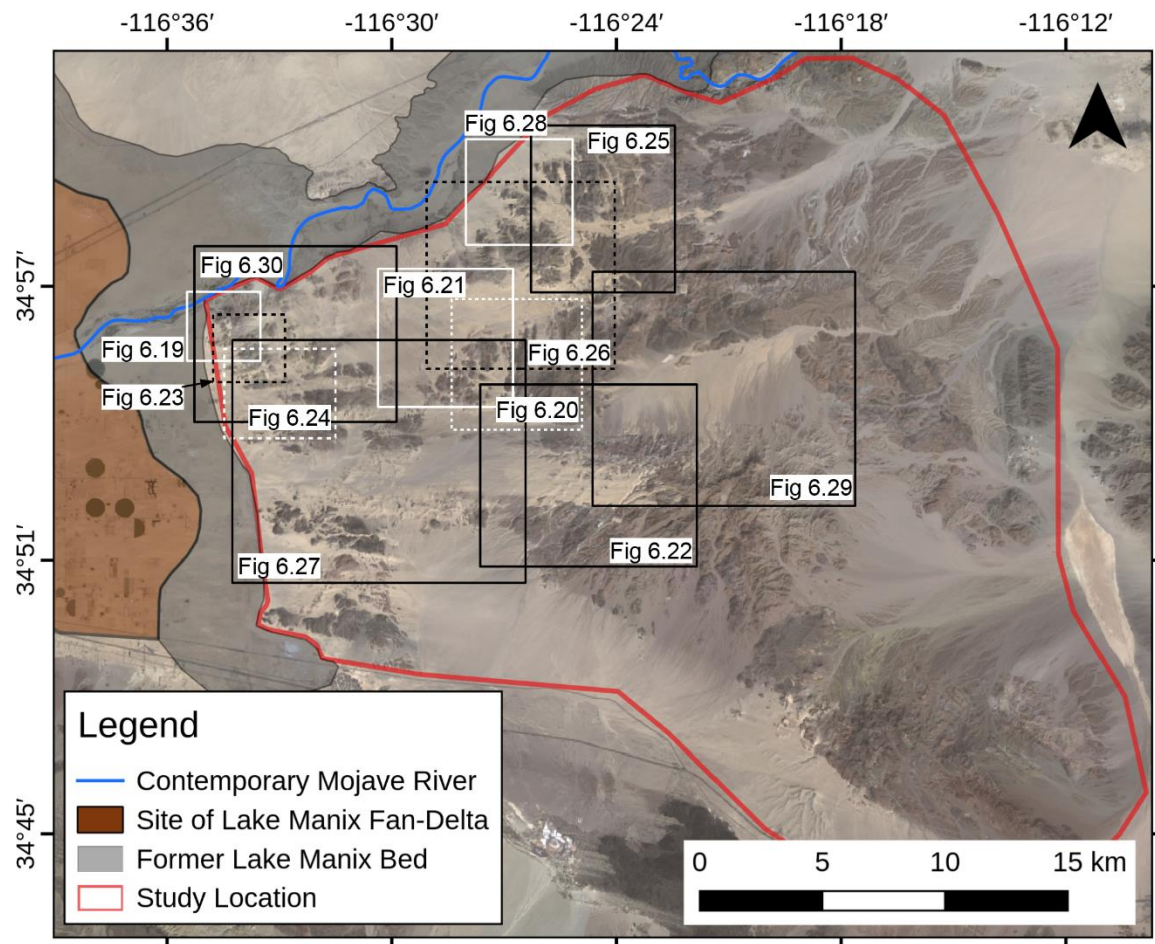 -116°36′
-116°30′
-116°24′
-116°18′
-116°12′
Fig 6.28
Fig 6.25
34°57′
Fig 6.30
Fig 6.21
Fig 6.19
Fig 6.26
Fig 6.23
Fig 6.24
Fig 6.20
Fig 6.29
Fig 6.22
34°51′
Fig 6.27
34°45′
Legend
Contemporary Mojave River
Site of Lake Manix Fan-Delta
Former Lake Manix Bed
Study Location
0 5 10 15 km